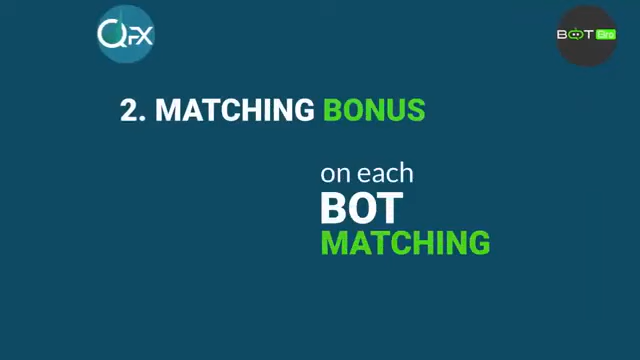 QFX
BOT Bro
2. MATCHING BONUS
on each
BOT
MATCHING